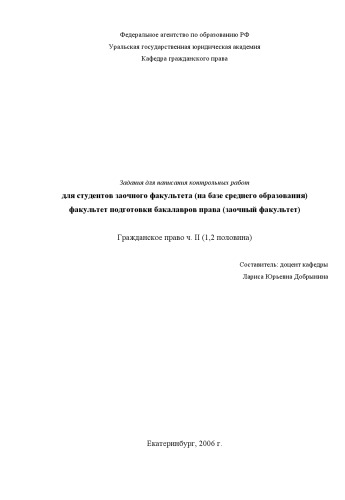 Федеральное агентство по образованию РФ
Уральская государственная юридическая академия
Кафедра гражданского права
Задания для написания контрольных работ
для студентов заочного факультета (на базе среднего образования)
факультет подготовки бакалавров права (заочный факультет)
Гражданское право ч. II (1,2 половина)
Составитель: доцент кафедры
Лариса Юрьевна Добрынина
Екатеринбург, 2006 г.